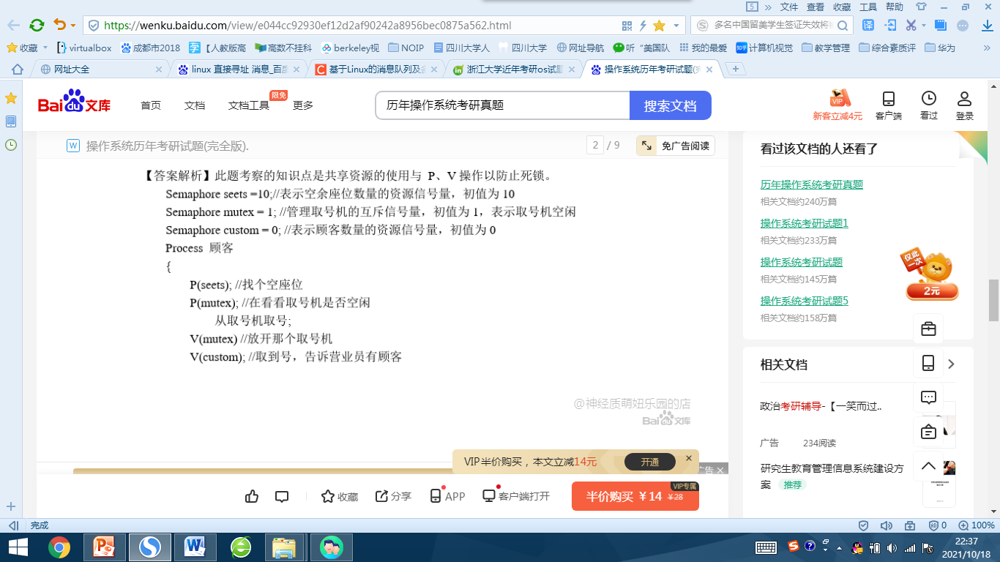 5 » 文件 查看 收藏 工具 帮助
https://wenku.baidu.com/view/e044cc92930ef12d2af90242a8956bec0875a562.html
多名中国留美学生签证失效将
译
收藏 virtualbox 成都市2018 【人教版高 高数不挂科 berkeley视 NOIP 四川大学人 四川大学 网址导航 听“美国队 我的最爱 计算机视觉 教学管理 综合素质评 华为 »
网址大全 linux 直接寻址 消息_百度 基于Linux的消息队列及多 浙江大学近年考研os试题 操作系统历年考研试题(完
Bai du 文库 首页 文档 文档工具 限免 更多 历年操作系统考研真题 搜索文档 VIP 新客立减4元 客户端 看过 登录
W 操作系统历年考研试题(完全版). 2 / 9 免广告阅读
【答案解析】此题考察的知识点是共享资源的使用与 P、V 操作以防止死锁。
Semaphore seets =10;//表示空余座位数量的资源信号量，初值为 10
Semaphore mutex = 1; //管理取号机的互斥信号量，初值为 1，表示取号机空闲
Semaphore custom = 0; //表示顾客数量的资源信号量，初值为 0
Process 顾客
{
P(seets); //找个空座位
P(mutex); //在看看取号机是否空闲
从取号机取号;
V(mutex) //放开那个取号机
V(custom); //取到号，告诉营业员有顾客
@神经质萌妞乐园的店
Bai du 文库
看过该文档的人还看了
历年操作系统考研真题
相关文档约240万篇
操作系统考研试题1
相关文档约233万篇
操作系统考研试题
相关文档约145万篇
操作系统考研试题5
相关文档约158万篇
仅此一次
2元
相关文档
政治考研辅导-【一笑而过..
广告 234阅读
研究生教育管理信息系统建设方
案 推荐
VIP半价购买，本文立减14元 开通
广告
收藏 分享 APP 客户端打开 半价购买 ¥14 ¥28 VIP专属
完成 0 100%
22:37
2021/10/18